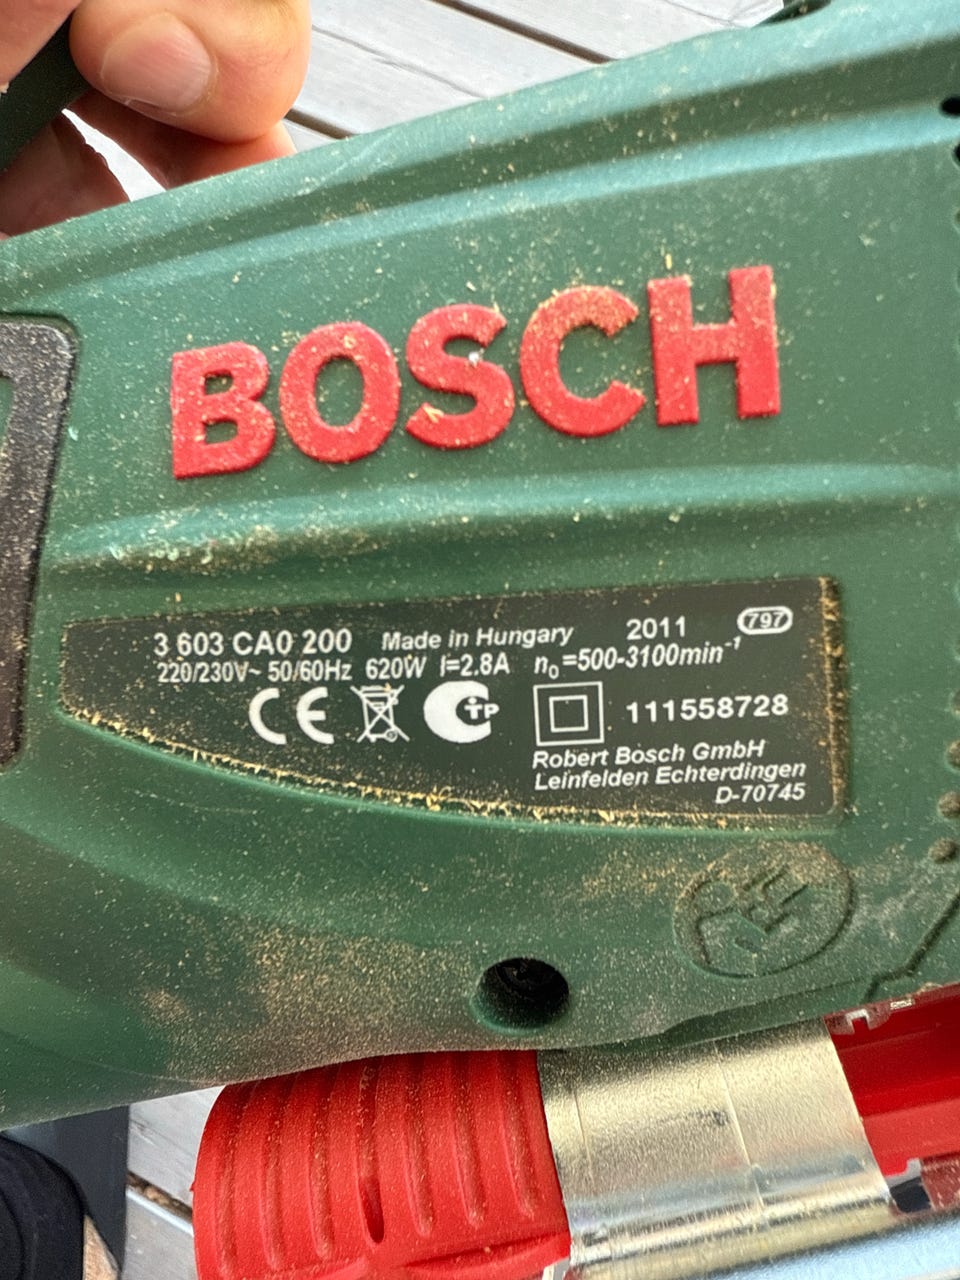 BOSCH
3 603 CA0 200 Made in Hungary 2011 797
220/230V~ 50/60Hz 620W I=2.8A n₀=500-3100min⁻¹
CE TP 111558728
Robert Bosch GmbH
Leinfelden Echterdingen
D-70745